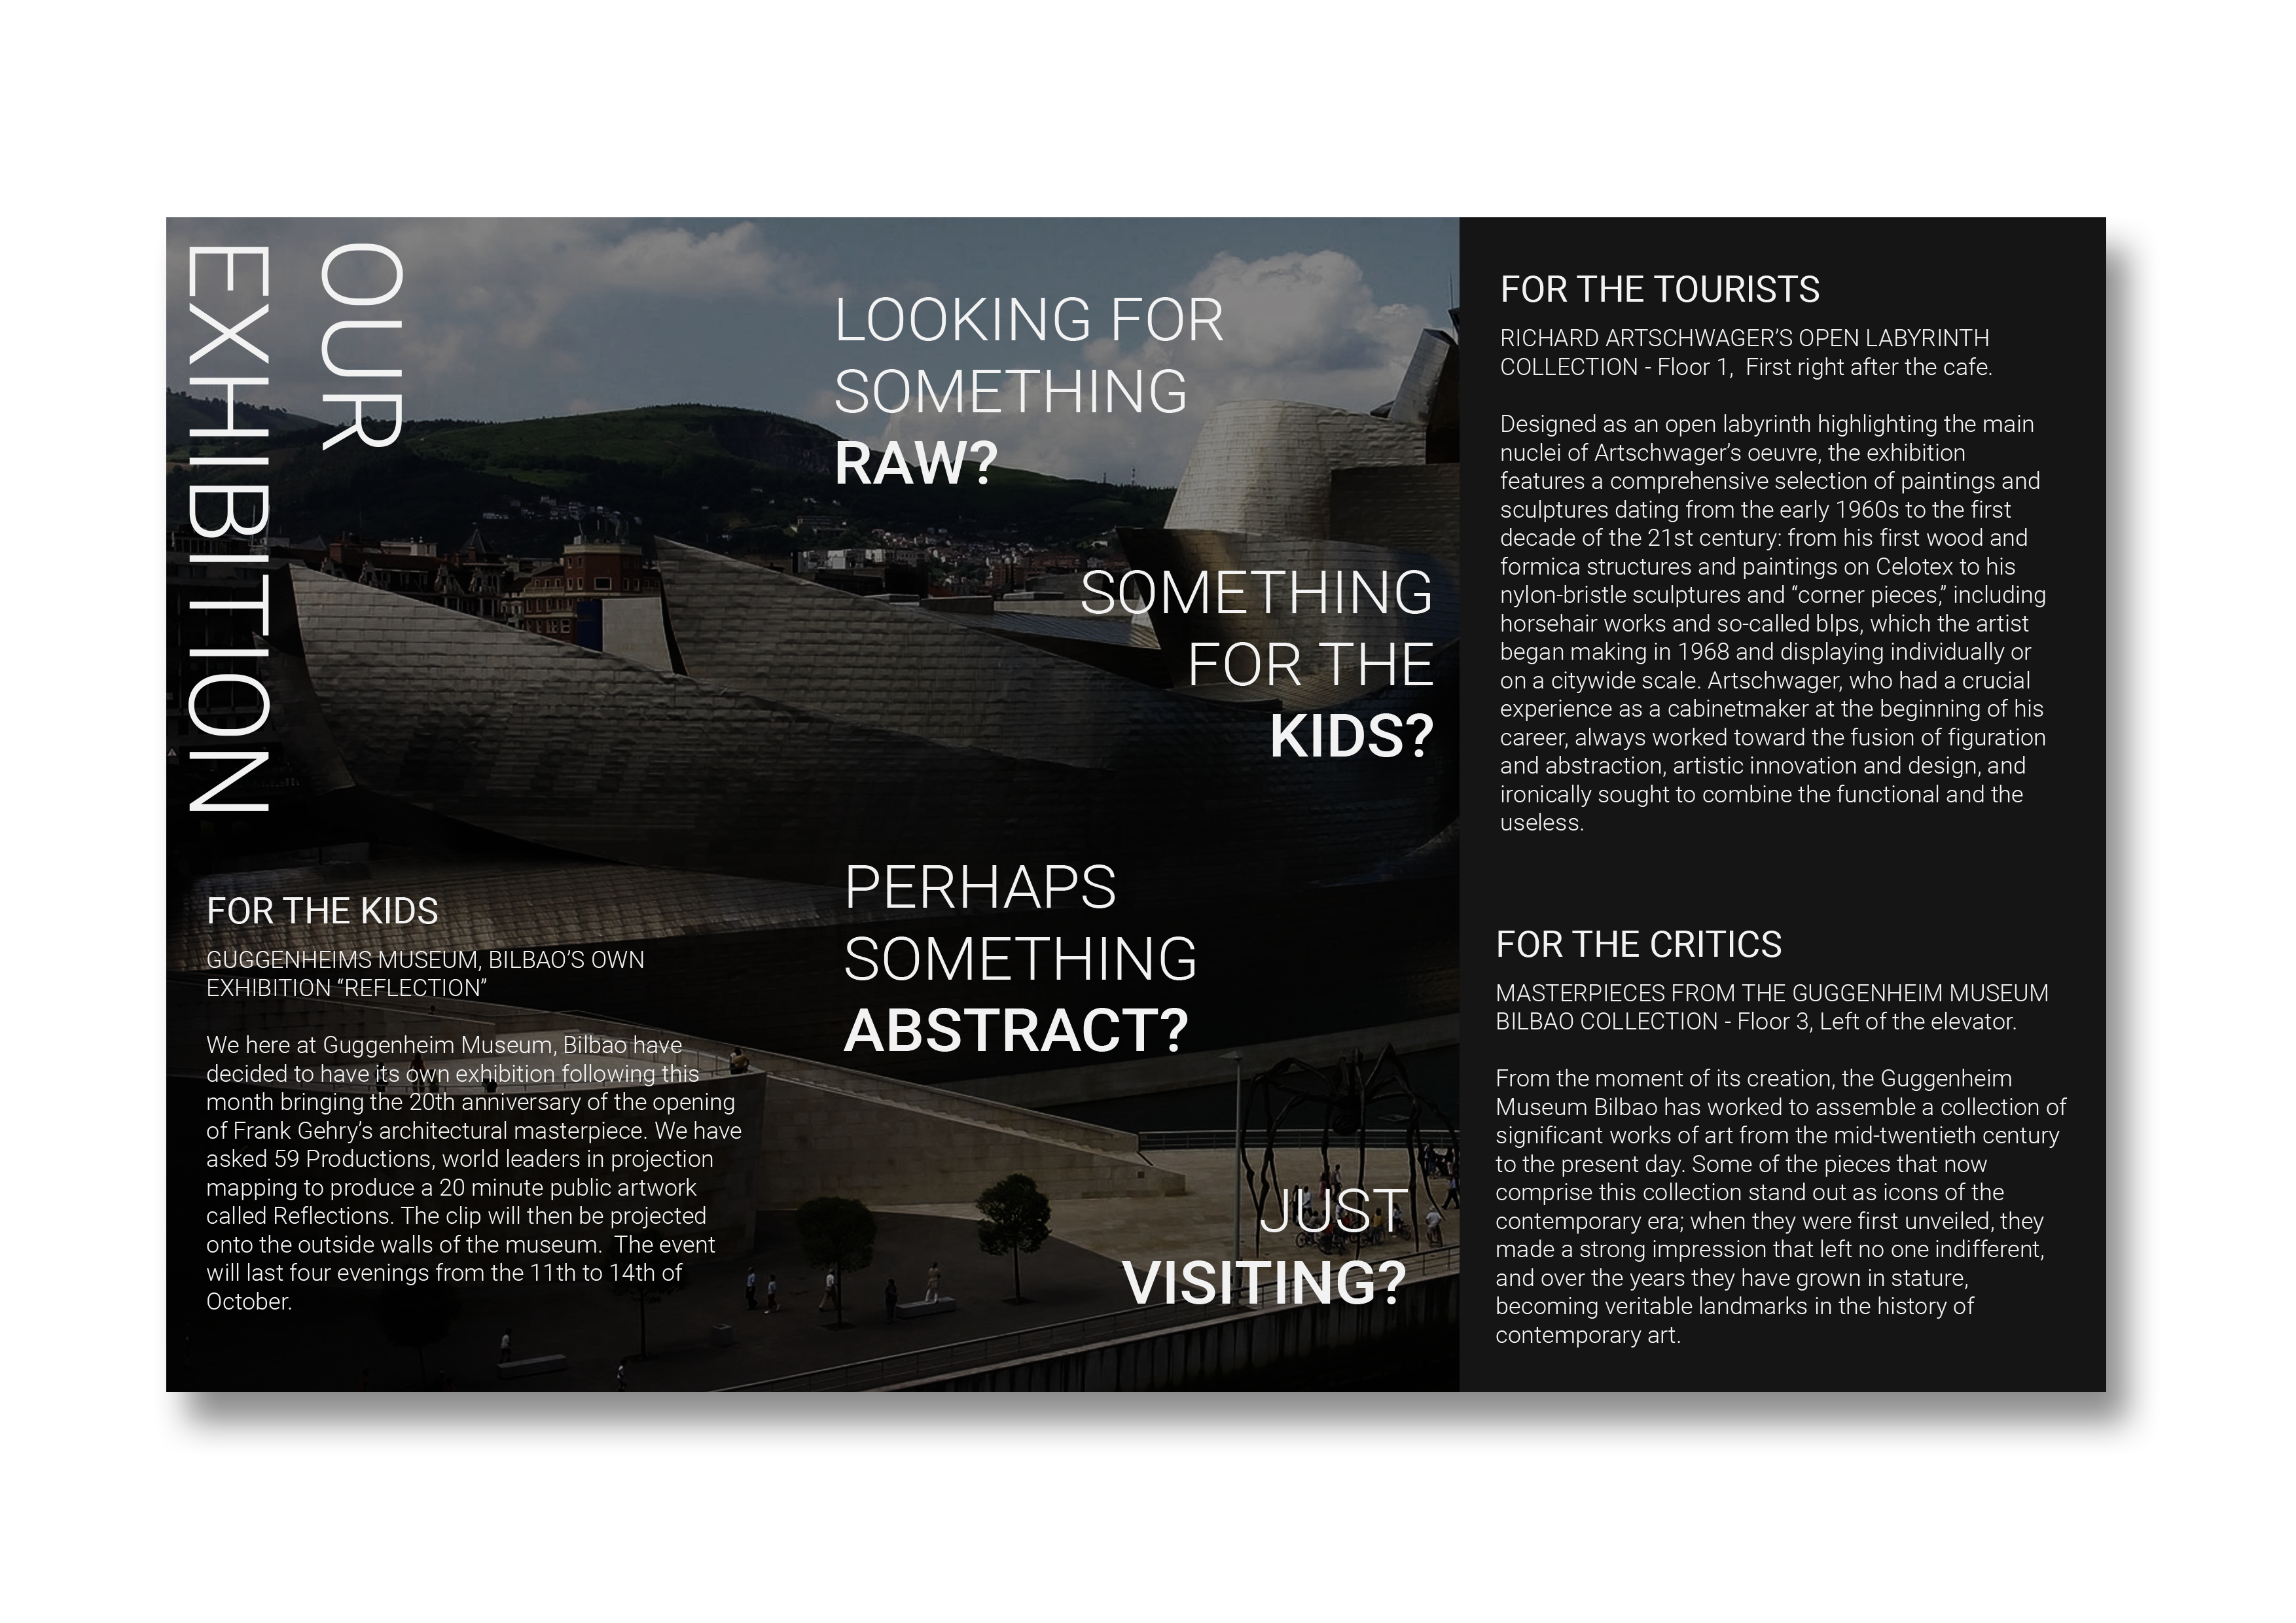 OUR
EXHIBITION
FOR THE KIDS
GUGGENHEIMS MUSEUM, BILBAO’S OWN
EXHIBITION “REFLECTION”
We here at Guggenheim Museum, Bilbao have
decided to have its own exhibition following this
month bringing the 20th anniversary of the opening
of Frank Gehry’s architectural masterpiece. We have
asked 59 Productions, world leaders in projection
mapping to produce a 20 minute public artwork
called Reflections. The clip will then be projected
onto the outside walls of the museum.  The event
will last four evenings from the 11th to 14th of
October.
LOOKING FOR
SOMETHING
RAW?
SOMETHING
FOR THE
KIDS?
PERHAPS
SOMETHING
ABSTRACT?
JUST
VISITING?
FOR THE TOURISTS
RICHARD ARTSCHWAGER’S OPEN LABYRINTH
COLLECTION - Floor 1,  First right after the cafe.
Designed as an open labyrinth highlighting the main
nuclei of Artschwager’s oeuvre, the exhibition
features a comprehensive selection of paintings and
sculptures dating from the early 1960s to the first
decade of the 21st century: from his first wood and
formica structures and paintings on Celotex to his
nylon-bristle sculptures and “corner pieces,” including
horsehair works and so-called blps, which the artist
began making in 1968 and displaying individually or
on a citywide scale. Artschwager, who had a crucial
experience as a cabinetmaker at the beginning of his
career, always worked toward the fusion of figuration
and abstraction, artistic innovation and design, and
ironically sought to combine the functional and the
useless.
FOR THE CRITICS
MASTERPIECES FROM THE GUGGENHEIM MUSEUM
BILBAO COLLECTION - Floor 3, Left of the elevator.
From the moment of its creation, the Guggenheim
Museum Bilbao has worked to assemble a collection of
significant works of art from the mid-twentieth century
to the present day. Some of the pieces that now
comprise this collection stand out as icons of the
contemporary era; when they were first unveiled, they
made a strong impression that left no one indifferent,
and over the years they have grown in stature,
becoming veritable landmarks in the history of
contemporary art.